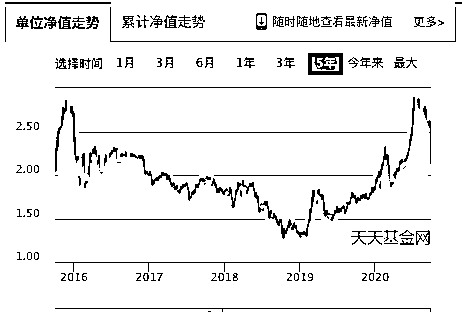 单位净值走势 累计净值走势 随时随地查看最新净值 更多>
选择时间 1月 3月 6月 1年 3年 5年 今年来 最大
2.50
2.00
1.50
天天基金网
1.00
2016 2017 2018 2019 2020